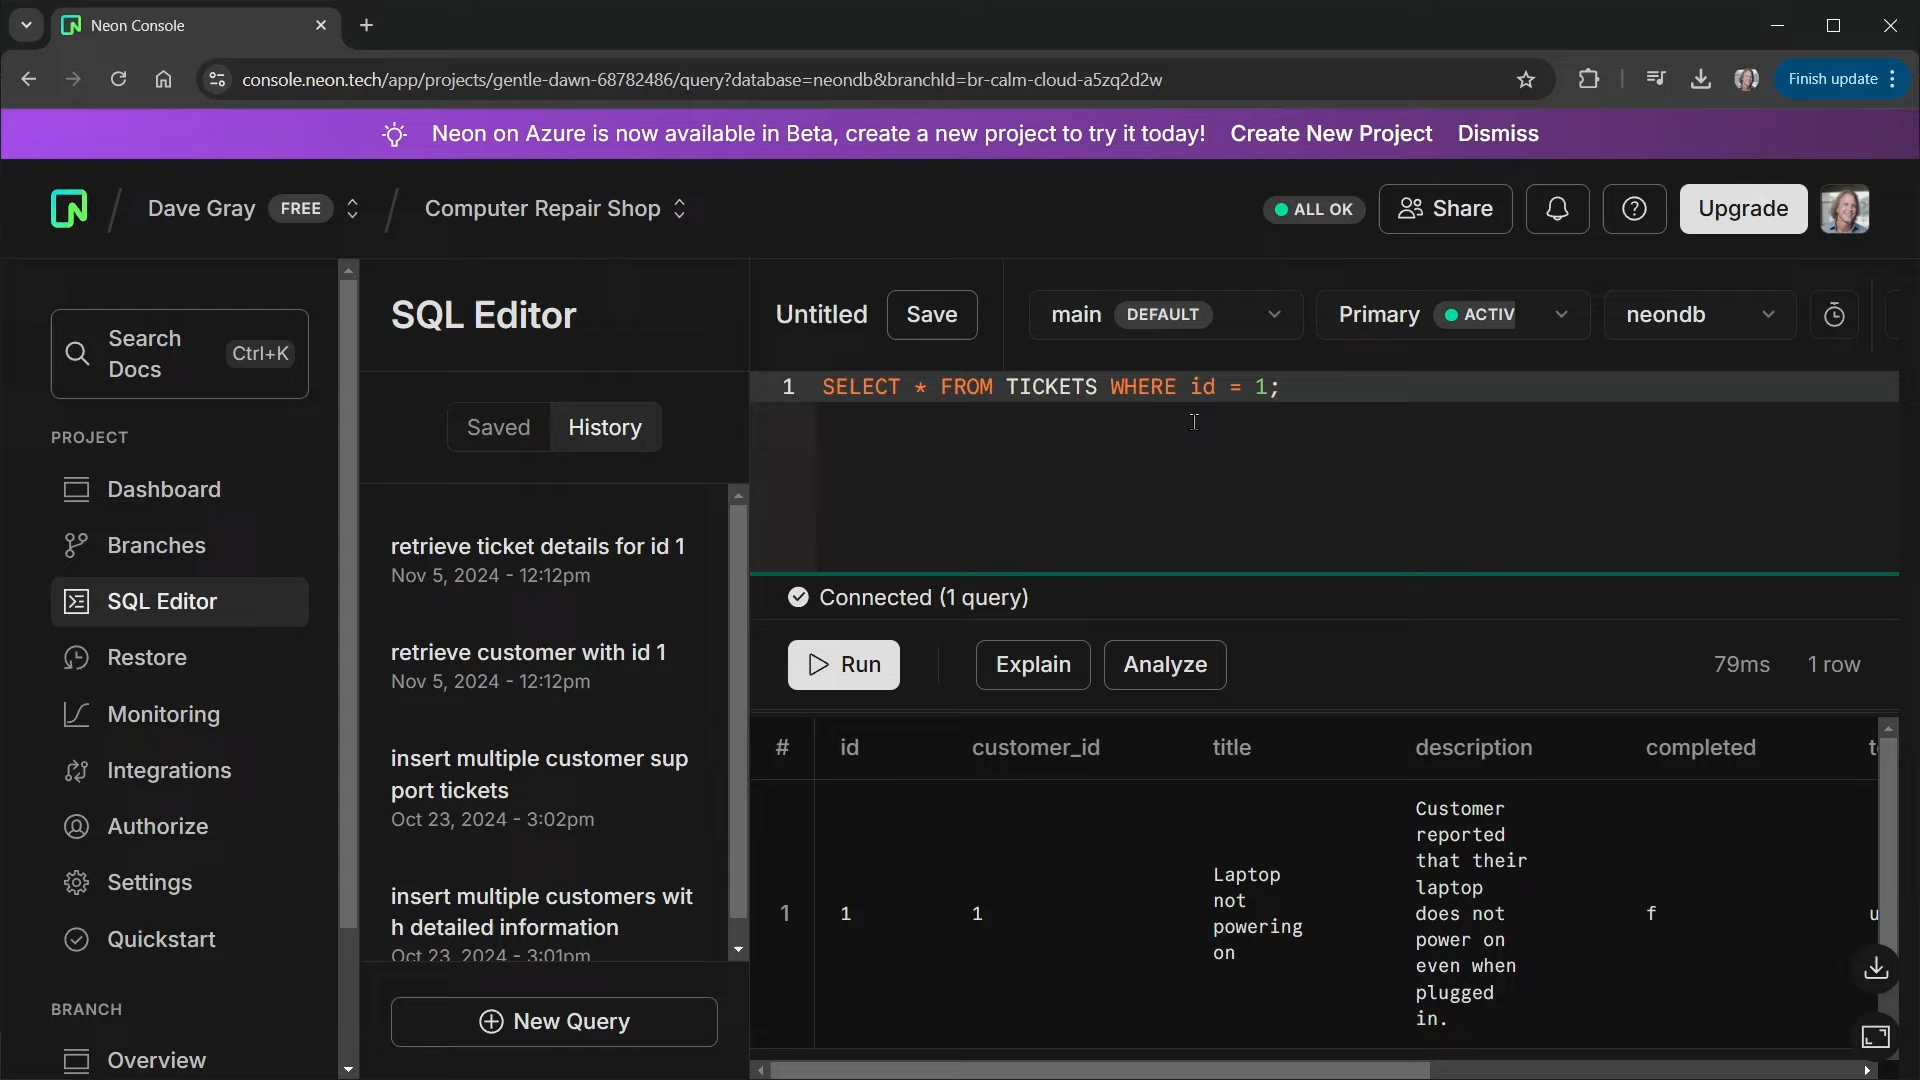 Neon Console
console.neon.tech/app/projects/gentle-dawn-68782486/query?database=neondb&branchId=br-calm-cloud-a5zq2d2w
Finish update
Neon on Azure is now available in Beta, create a new project to try it today! Create New Project Dismiss
Dave Gray FREE Computer Repair Shop ALL OK Share Upgrade
Search
Docs
Ctrl+K
PROJECT
Dashboard
Branches
SQL Editor
Restore
Monitoring
Integrations
Authorize
Settings
Quickstart
BRANCH
Overview
SQL Editor
Saved History
retrieve ticket details for id 1
Nov 5, 2024 - 12:12pm
retrieve customer with id 1
Nov 5, 2024 - 12:12pm
insert multiple customer sup
port tickets
Oct 23, 2024 - 3:02pm
insert multiple customers wit
h detailed information
Oct 23, 2024 - 3:01pm
New Query
Untitled Save main DEFAULT Primary ACTIV neondb
1 SELECT * FROM TICKETS WHERE id = 1;
Connected (1 query)
Run Explain Analyze 79ms 1 row
# id customer_id title description completed
1 1 1
Laptop
not
powering
on
Customer
reported
that their
laptop
does not
power on
even when
plugged
in.
f